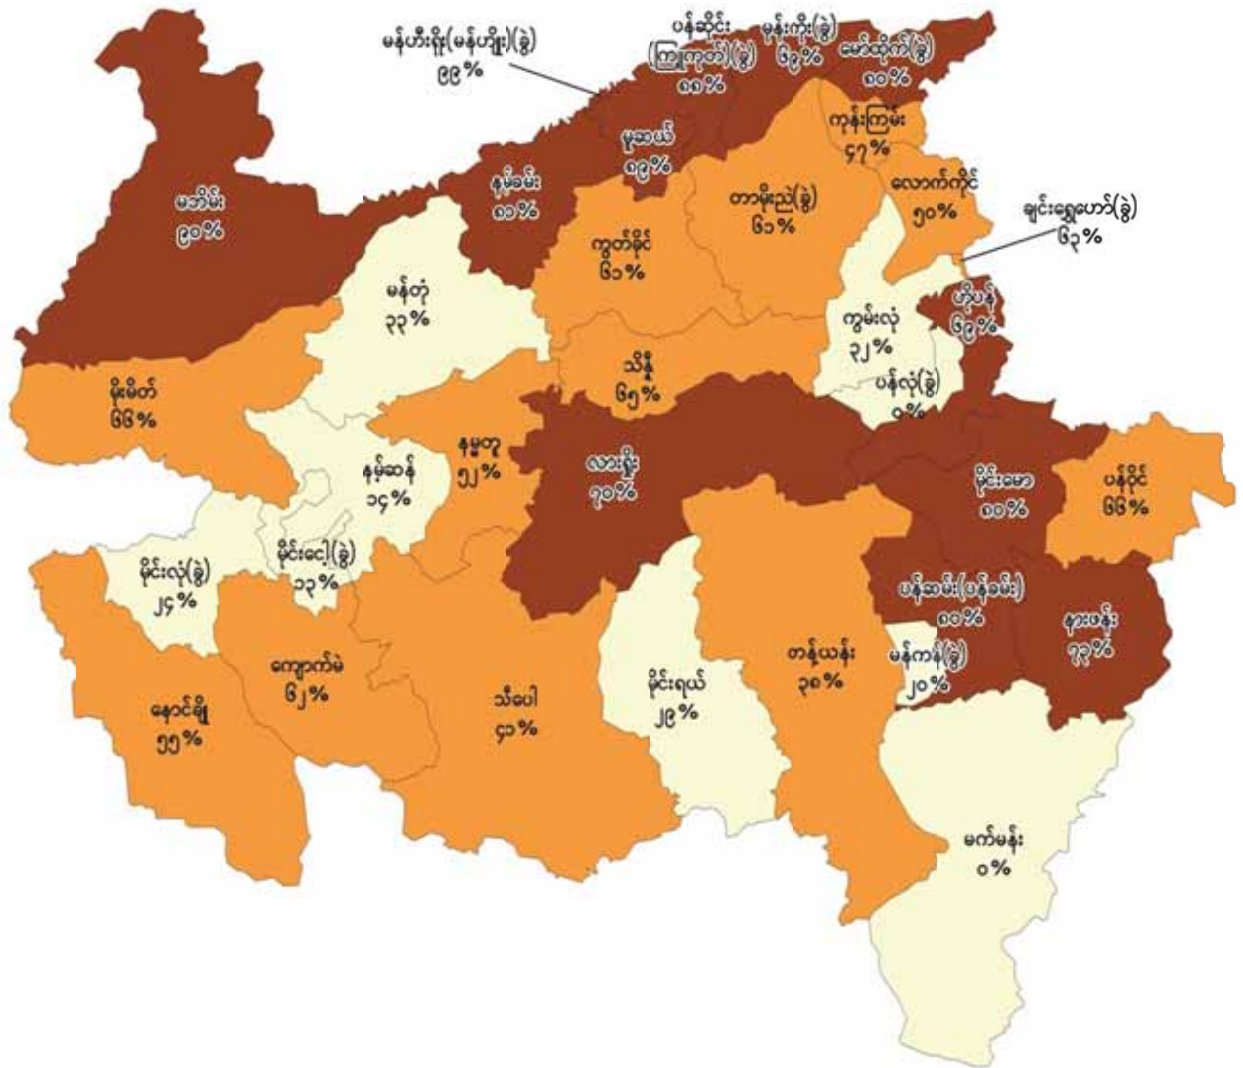 မန်ဟီးရိုး(မန်ဟျိုး)(ခွဲ)
၉၉%
ပန်ဆိုင်း
(ကြူကုတ်)(ခွဲ)
၈၈%
မုန်းကိုး(ခွဲ)
၆၉%
မော်ထိုက်(ခွဲ)
၈၀%
ကုန်းကြမ်း
၄၇%
မူဆယ်
၈၉%
နမ့်ခမ်း
၈၁%
မဘိမ်း
၉၀%
တာမိုးညဲ(ခွဲ)
၆၁%
လောက်ကိုင်
၅၀%
ချင်းရွှေဟော်(ခွဲ)
၆၃%
ကွတ်ခိုင်
၆၁%
မန်တုံ
၃၃%
ကွမ်းလုံ
၃၂%
ဟိုပန်
၆၉%
ပန်လုံ(ခွဲ)
၀%
သိန္နီ
၆၅%
မိုးမိတ်
၆၆%
နမ္မတူ
၅၂%
နမ့်ဆန်
၁၄%
လားရှိုး
၇၀%
မိုင်းမော
၈၀%
ပန်ဝိုင်
၆၆%
မိုင်းငေါ့(ခွဲ)
၁၃%
မိုင်းလုံ(ခွဲ)
၂၄%
ပန်ဆမ်း(ပန်ခမ်း)
၈၀%
နားဖန်း
၇၃%
မန်ကန်(ခွဲ)
၂၀%
တန့်ယန်း
၃၈%
ကျောက်မဲ
၆၂%
မိုင်းရယ်
၂၉%
သီပေါ
၄၁%
နောင်ချို
၅၅%
မက်မန်း
၀%